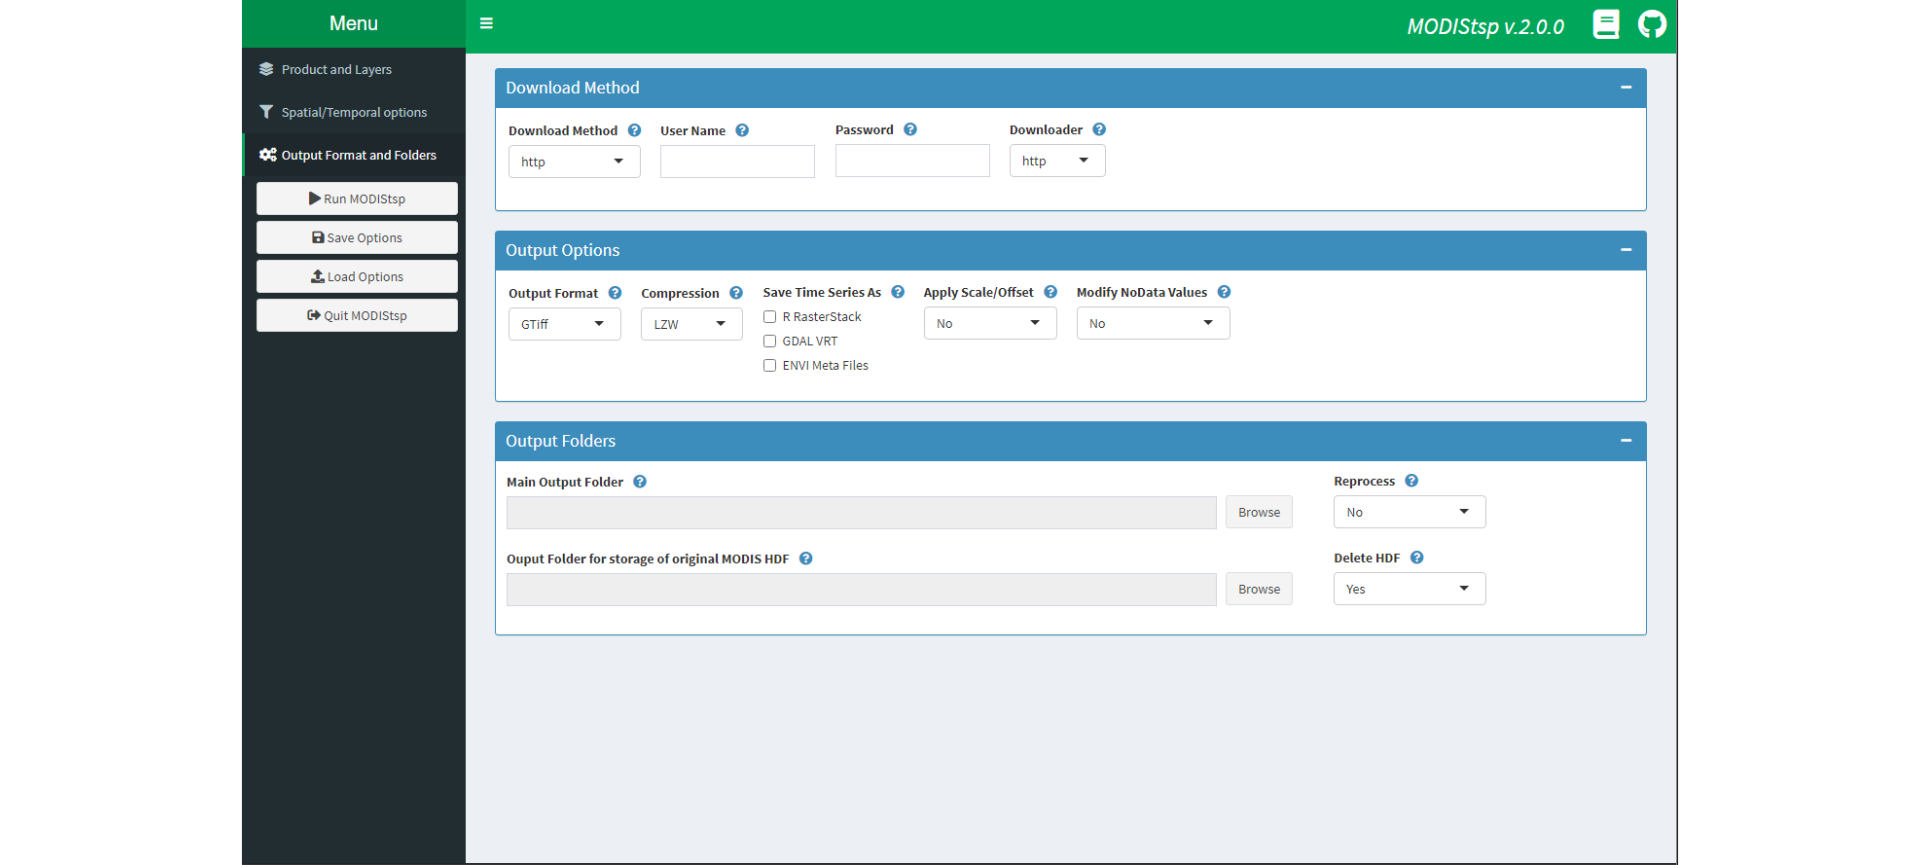 Menu
MODIStsp v.2.0.0
Product and Layers
Spatial/Temporal options
Output Format and Folders
Run MODIStsp
Save Options
Load Options
Quit MODIStsp
Download Method
Download Method ? User Name ? Password ? Downloader ?
http http
Output Options
Output Format ? Compression ? Save Time Series As ? Apply Scale/Offset ? Modify NoData Values ?
GTiff LZW R RasterStack No No
GDAL VRT
ENVI Meta Files
Output Folders
Main Output Folder ? Reprocess ?
Browse No
Ouput Folder for storage of original MODIS HDF ? Delete HDF ?
Browse Yes